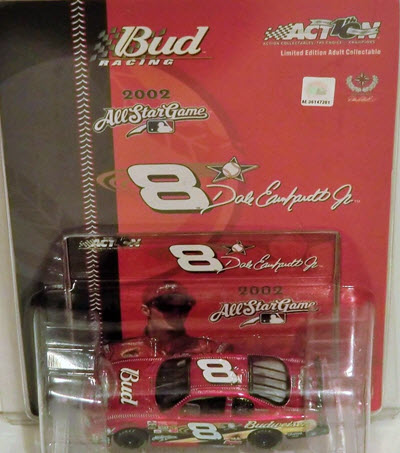 Bud
RACING
ACTION
Limited Edition Adult Collectable
2002
All Star Game
8
Dale Earnhardt Jr.
ACTION
8
Dale Earnhardt Jr.
2002
All Star Game
8
Bud
8
Budweiser